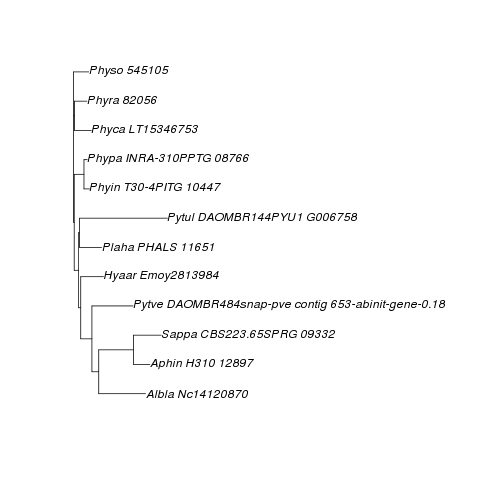 Physo 545105
Phyra 82056
Phyca LT15346753
Phypa INRA-310PPTG 08766
Phyin T30-4PITG 10447
Pytul DAOMBR144PYU1 G006758
Plaha PHALS 11651
Hyaar Emoy2813984
Pytve DAOMBR484snap-pve contig 653-abinit-gene-0.18
Sappa CBS223.65SPRG 09332
Aphin H310 12897
Albla Nc14120870